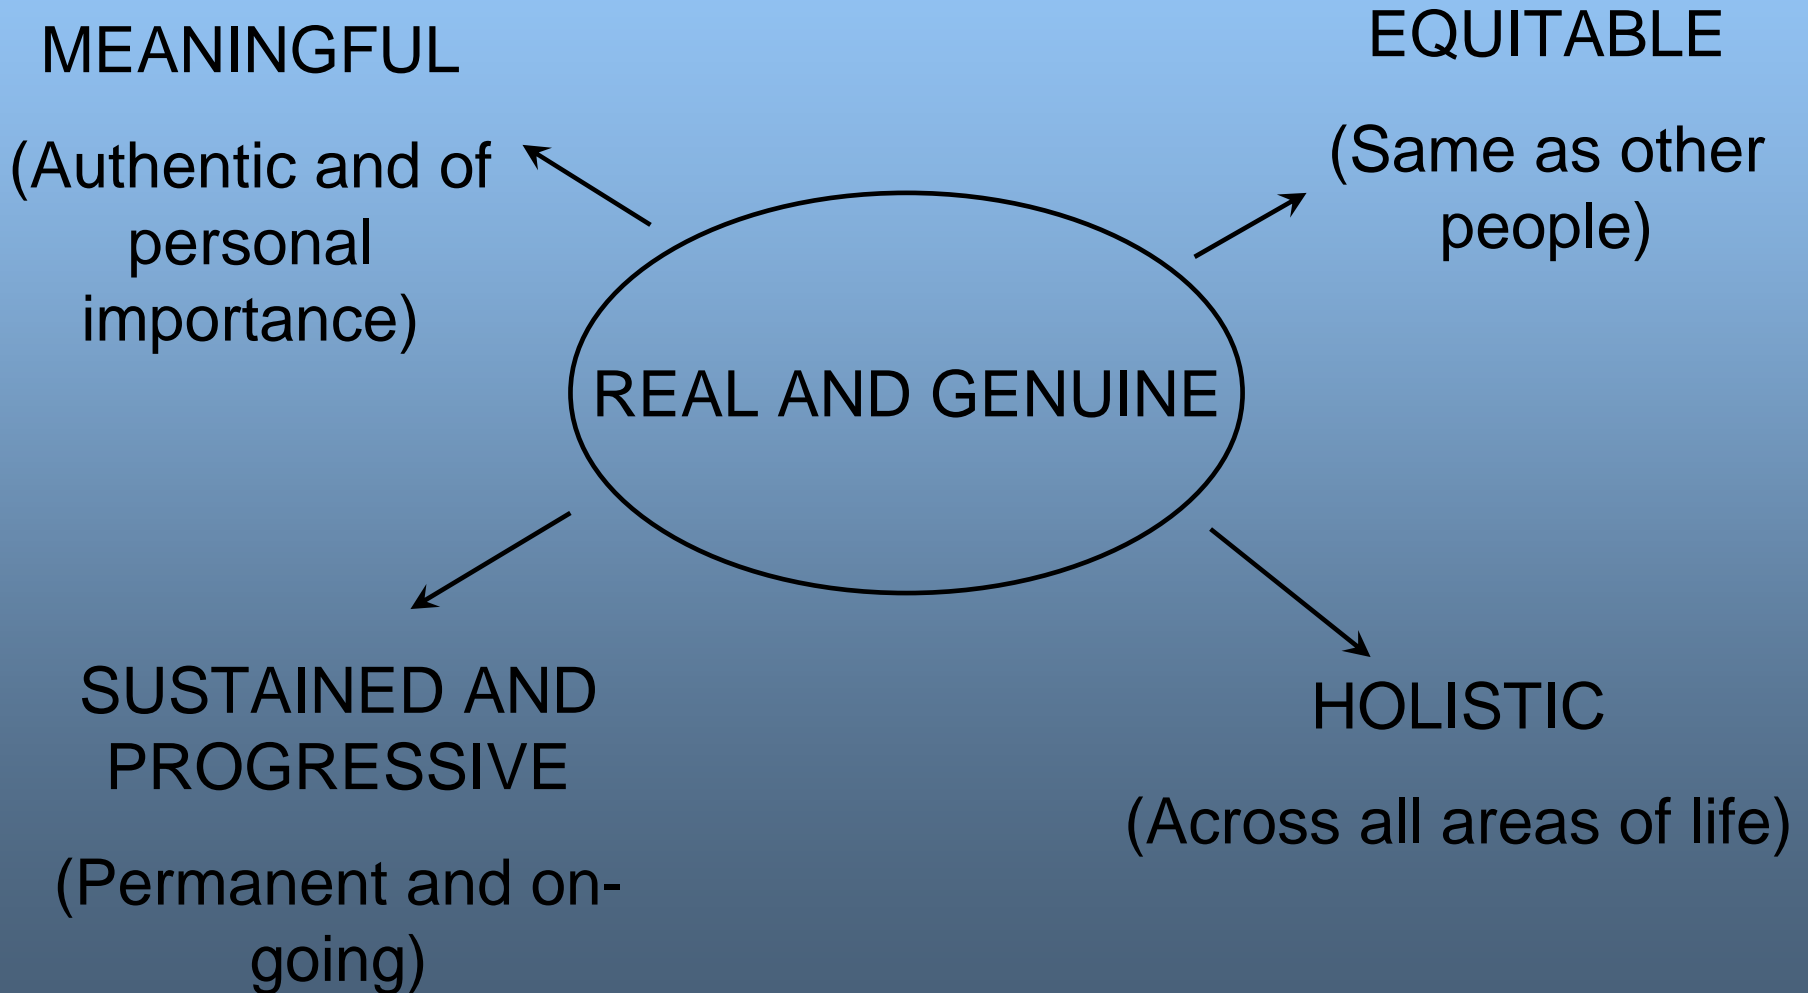 MEANINGFUL
(Authentic and of
personal
importance)
EQUITABLE
(Same as other
people)
REAL AND GENUINE
SUSTAINED AND
PROGRESSIVE
(Permanent and on-
going)
HOLISTIC
(Across all areas of life)